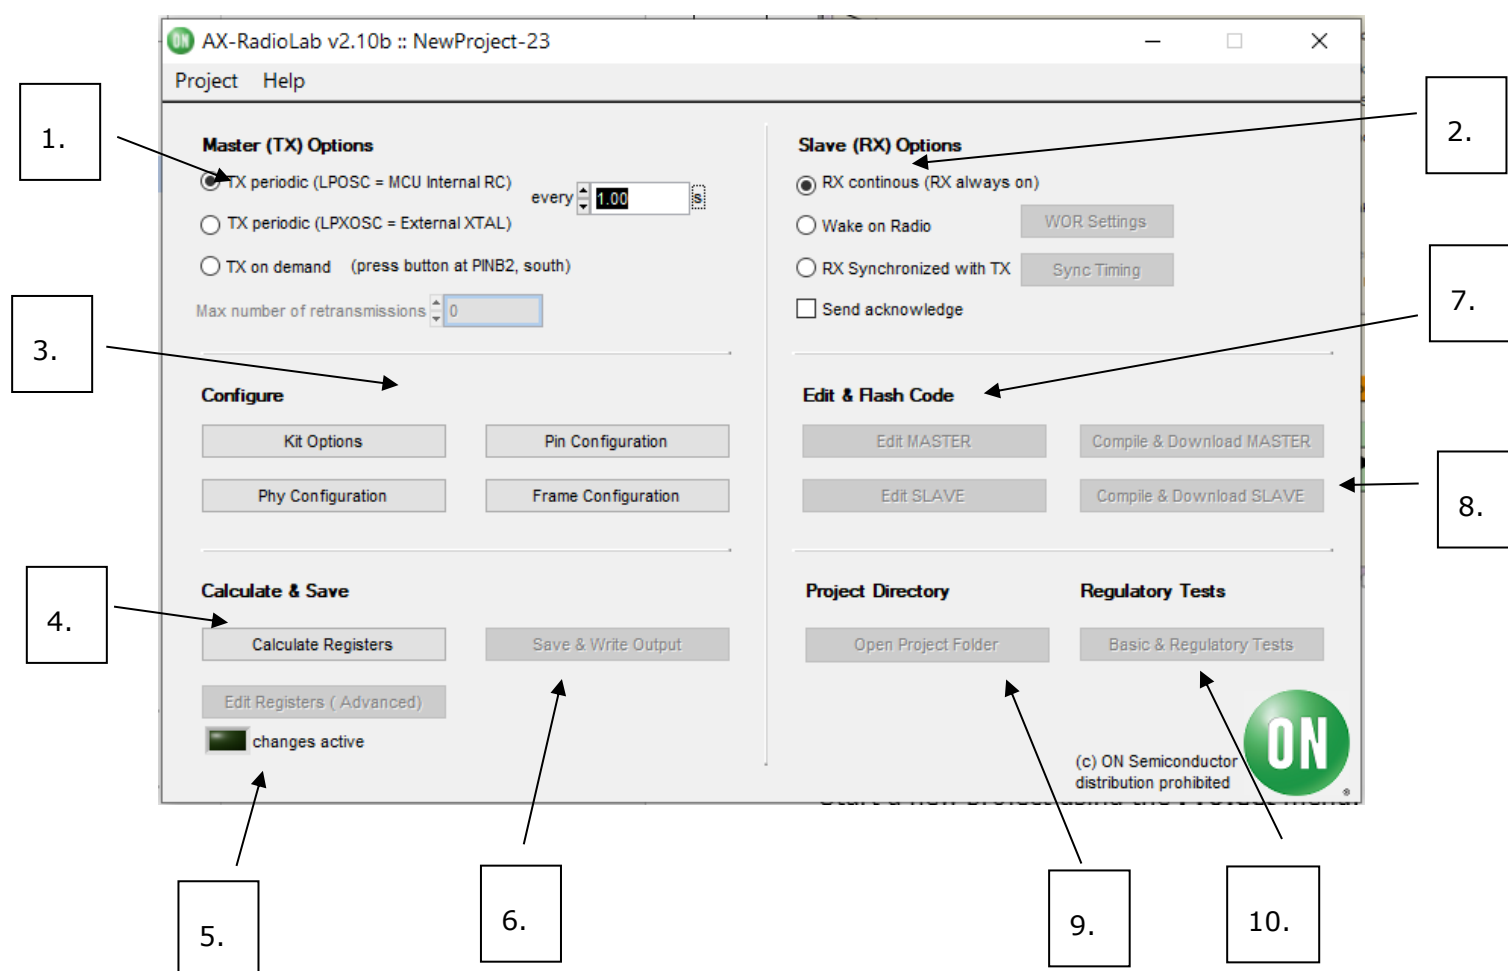 AX-RadioLab v2.10b :: NewProject-23
Project Help
1.
2.
Master (TX) Options
TX periodic (LPOSC = MCU Internal RC)
every 1.00 s
TX periodic (LPXOSC = External XTAL)
TX on demand (press button at PINB2, south)
Max number of retransmissions 0
Slave (RX) Options
RX continous (RX always on)
Wake on Radio WOR Settings
RX Synchronized with TX Sync Timing
Send acknowledge
7.
3.
Configure
Kit Options Pin Configuration
Phy Configuration Frame Configuration
Edit & Flash Code
Edit MASTER Compile & Download MASTER
Edit SLAVE Compile & Download SLAVE
8.
4.
Calculate & Save
Calculate Registers Save & Write Output
Edit Registers ( Advanced)
changes active
Project Directory Regulatory Tests
Open Project Folder Basic & Regulatory Tests
ON
(c) ON Semiconductor
distribution prohibited
5.
6.
9.
10.